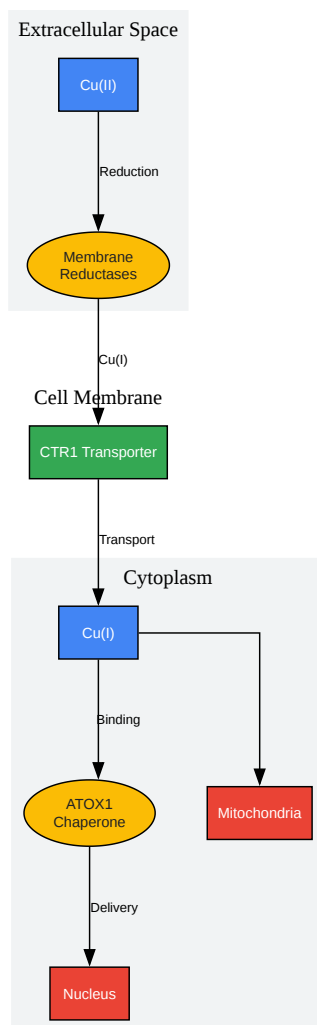 Extracellular Space
Cu(II)
Reduction
Membrane
Reductases
Cu(I)
Cell Membrane
CTR1 Transporter
Transport
Cytoplasm
Cu(I)
Binding
ATOX1
Chaperone
Mitochondria
Delivery
Nucleus